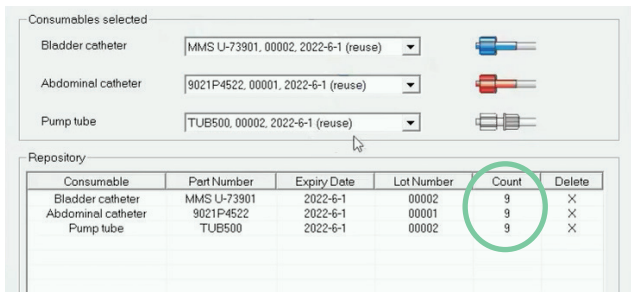 Consumables selected
Bladder catheter MMS U-73901, 00002, 2022-6-1 (reuse)
Abdominal catheter 9021P4522, 00001, 2022-6-1 (reuse)
Pump tube TUB500, 00002, 2022-6-1 (reuse)
Repository
Consumable Part Number Expiry Date Lot Number Count Delete
Bladder catheter MMS U-73901 2022-6-1 00002 9 X
Abdominal catheter 9021P4522 2022-6-1 00001 9 X
Pump tube TUB500 2022-6-1 00002 9 X